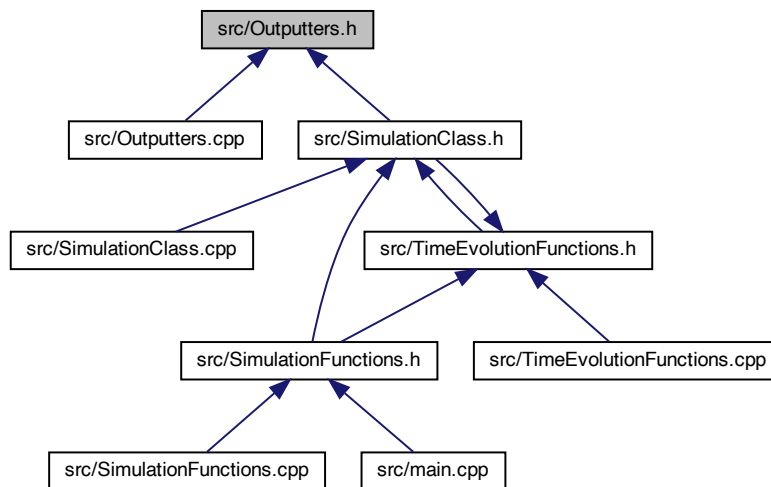 src/Outputters.h
src/Outputters.cpp
src/SimulationClass.h
src/SimulationClass.cpp
src/TimeEvolutionFunctions.h
src/SimulationFunctions.h
src/TimeEvolutionFunctions.cpp
src/SimulationFunctions.cpp
src/main.cpp